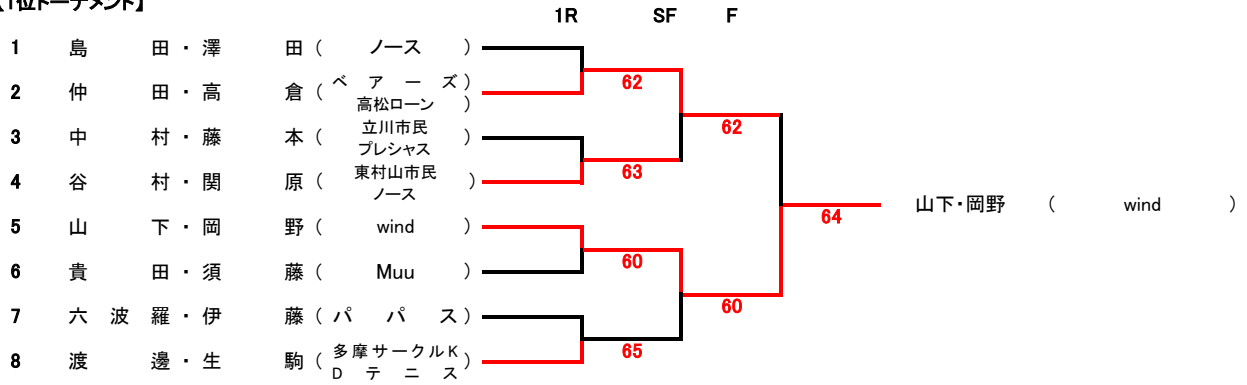 【1位トーナメント】
1R SF F
1 島田・澤田(ノース)
2 仲田・高倉(ベアーズ)
高松ローン)
3 中村・藤本(立川市民
プレシャス)
4 谷村・関原(東村山市民
ノース)
5 山下・岡野(wind)
6 貴田・須藤(Muu)
7 六波羅・伊藤(パパス)
8 渡邊・生駒(多摩サークルK
Dテニス)
62
63
60
65
62
60
64
山下・岡野(wind)